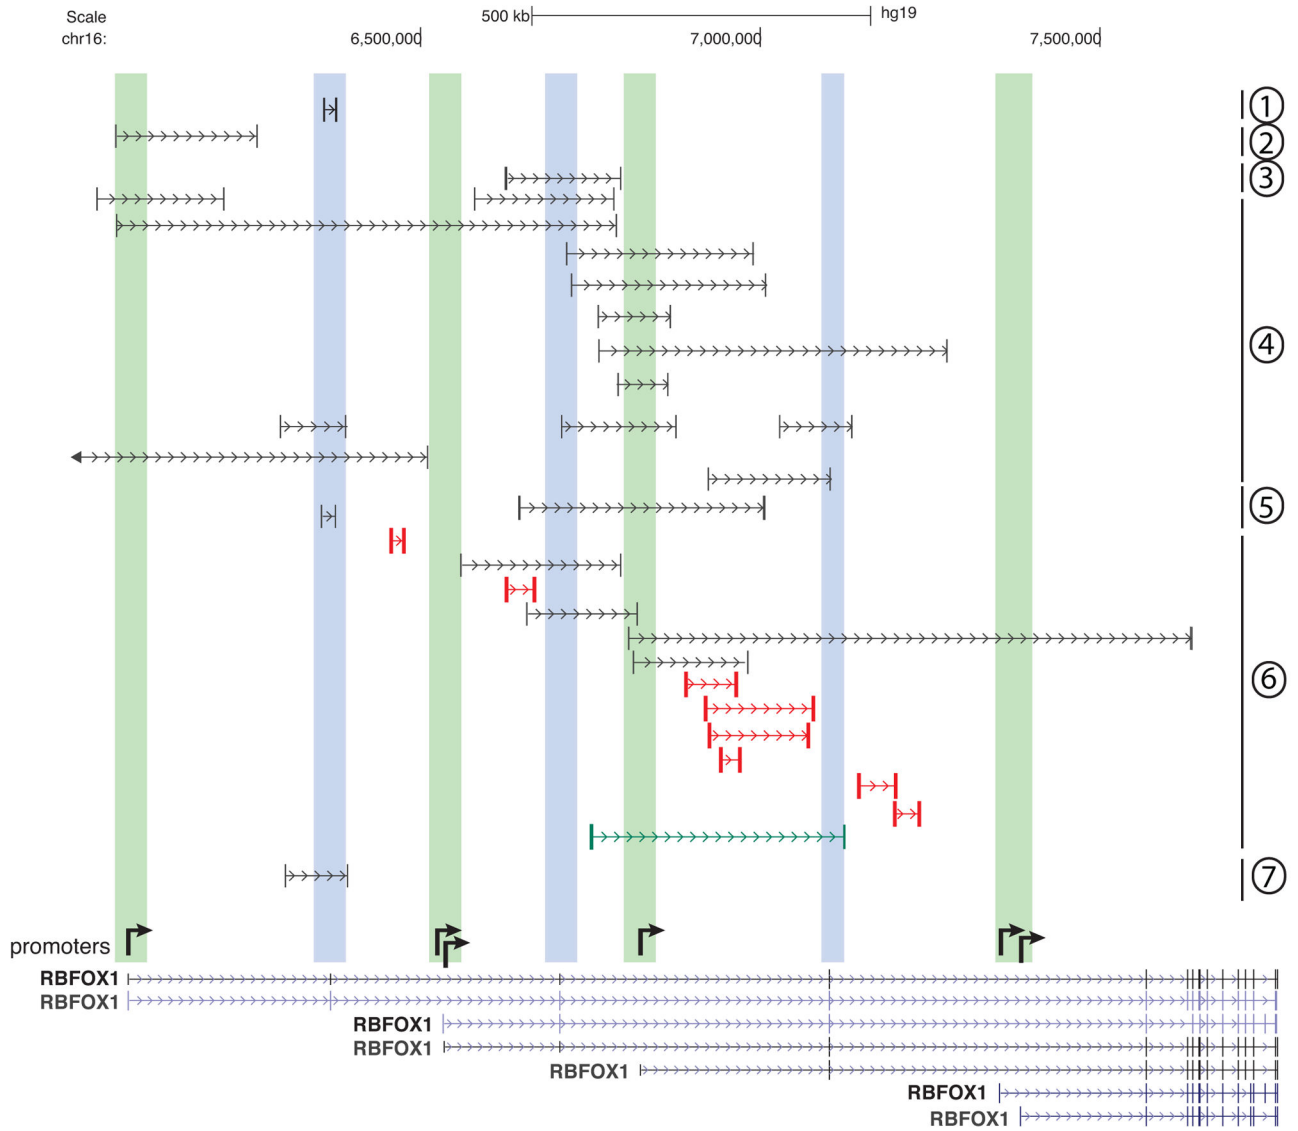 Scale 500 kb hg19
chr16: 6,500,000 7,000,000 7,500,000
1
2
3
4
5
6
7
promoters
RBFOX1
RBFOX1
RBFOX1
RBFOX1
RBFOX1
RBFOX1
RBFOX1